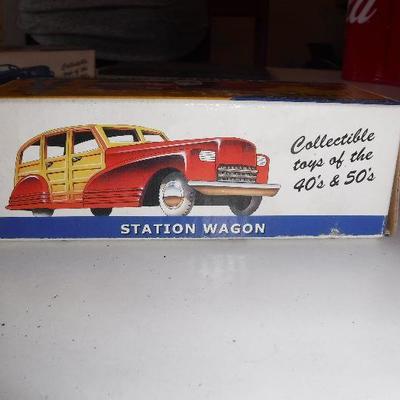 Collectible
toys of the
40's & 50's
STATION WAGON